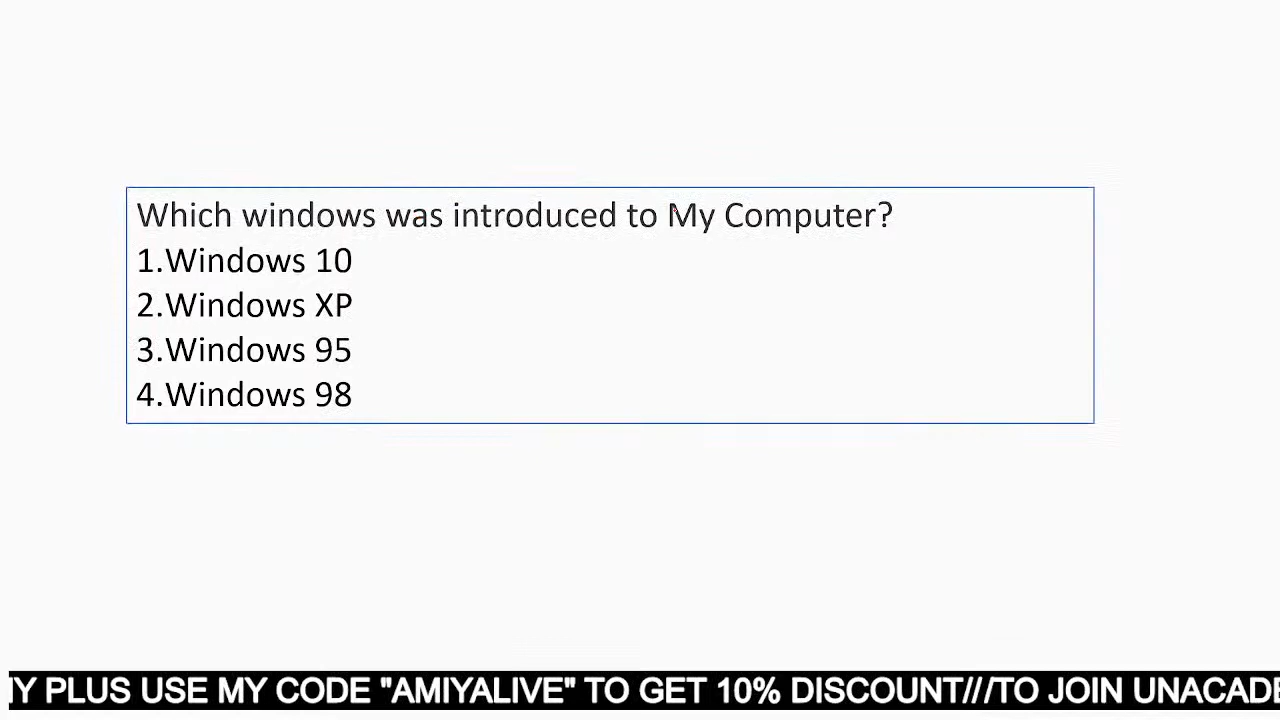 Which windows was introduced to My Computer?
1.Windows 10
2.Windows XP
3.Windows 95
4.Windows 98
Y PLUS USE MY CODE "AMIYALIVE" TO GET 10% DISCOUNT///TO JOIN UNACADE